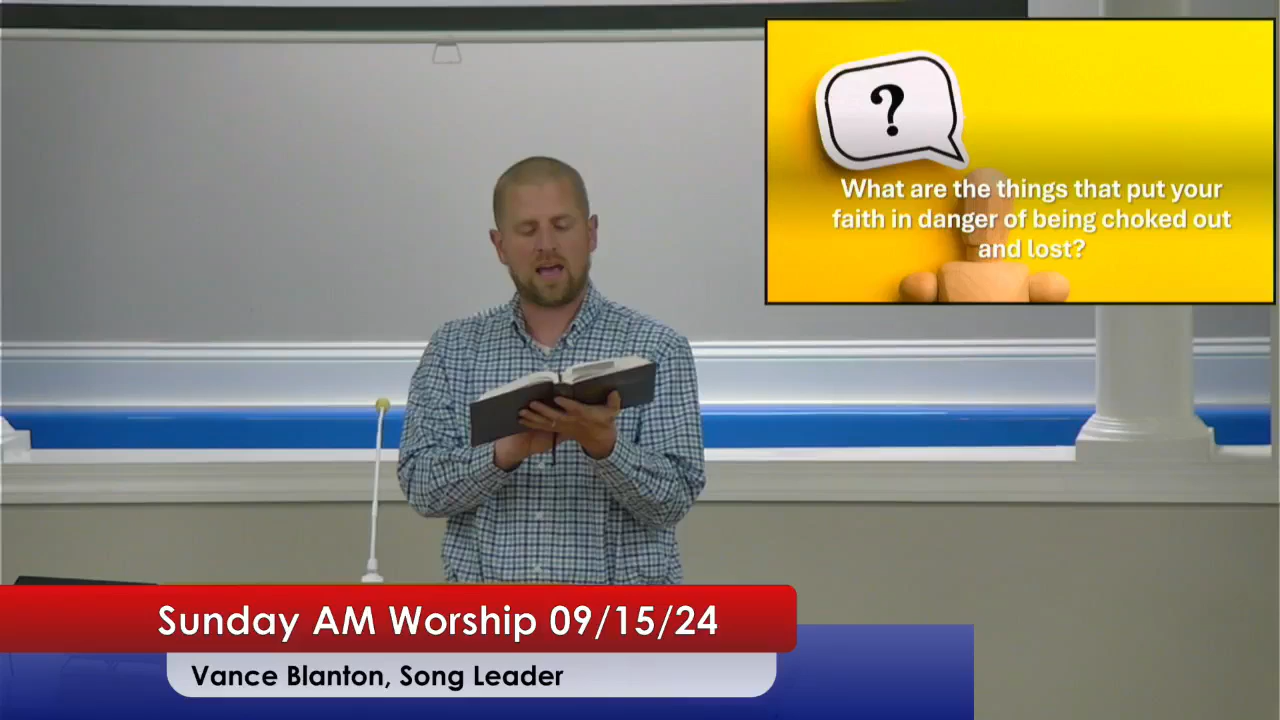 ?
What are the things that put your
faith in danger of being choked out
and lost?
Sunday AM Worship 09/15/24
Vance Blanton, Song Leader